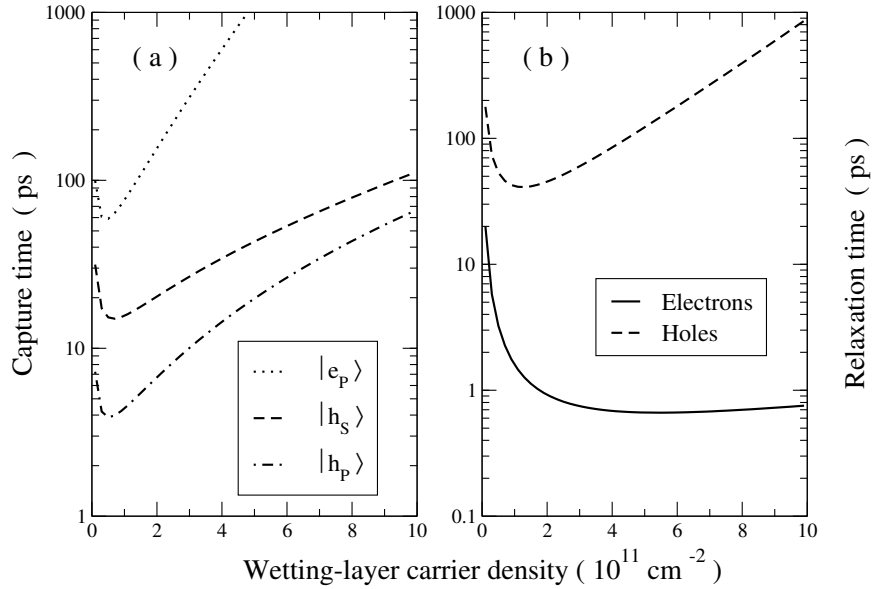 ( a )
( b )
Capture time ( ps )
1000
100
10
1
|e_P⟩
|h_S⟩
|h_P⟩
0 2 4 6 8 10
1000
100
10
1
0.1
Electrons
Holes
0 2 4 6 8 10
Relaxation time ( ps )
Wetting-layer carrier density ( 10^11 cm^-2 )